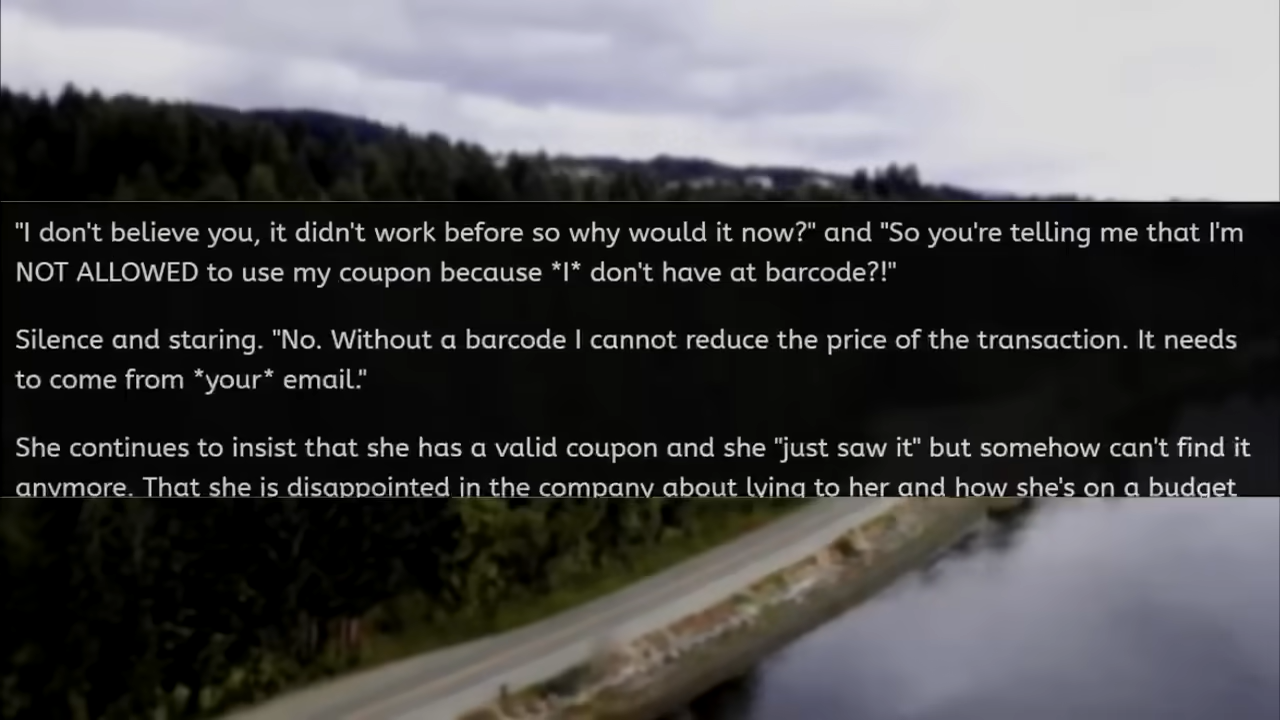 "I don't believe you, it didn't work before so why would it now?" and "So you're telling me that I'm
NOT ALLOWED to use my coupon because *I* don't have at barcode?!"
Silence and staring. "No. Without a barcode I cannot reduce the price of the transaction. It needs
to come from *your* email."
She continues to insist that she has a valid coupon and she "just saw it" but somehow can't find it
anymore. That she is disappointed in the company about lying to her and how she's on a budget